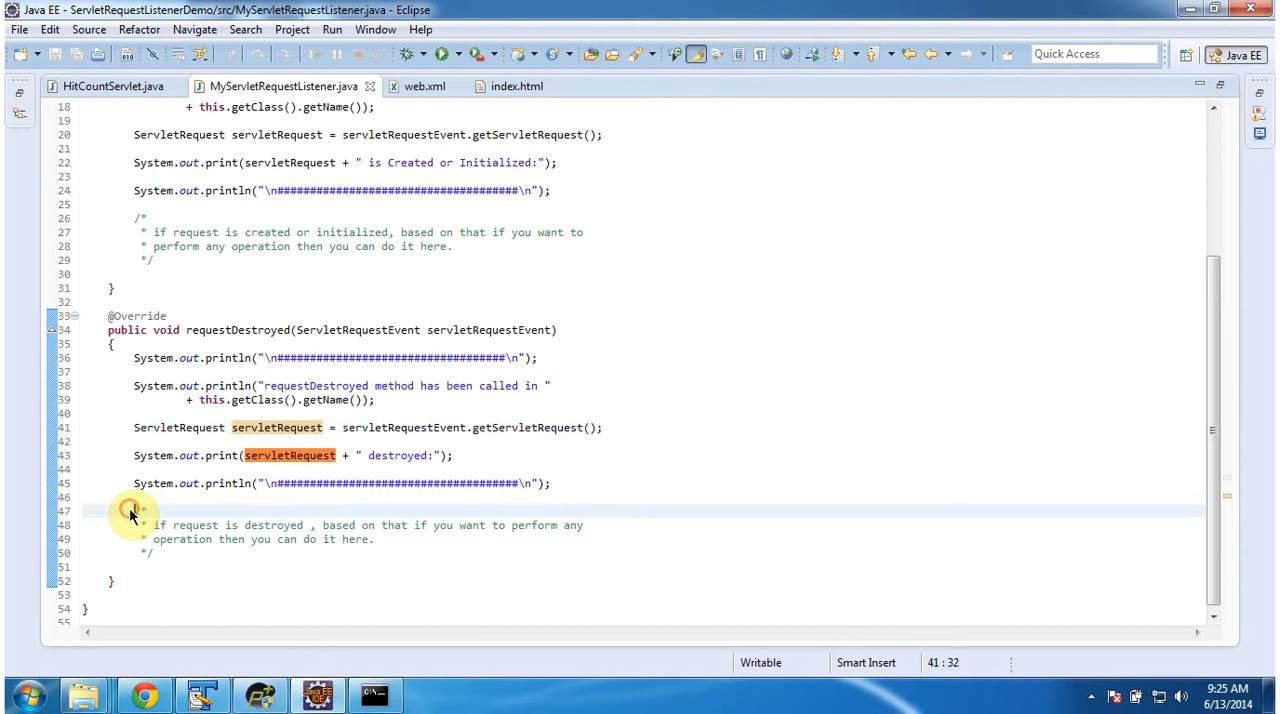 Java EE - ServletRequestListenerDemo/src/MyServletRequestListener.java - Eclipse
File Edit Source Refactor Navigate Search Project Run Window Help
Quick Access
Java EE
HitCountServlet.java MyServletRequestListener.java web.xml index.html
18 + this.getClass().getName());
19
20 ServletRequest servletRequest = servletRequestEvent.getServletRequest();
21
22 System.out.print(servletRequest + " is Created or Initialized:");
23
24 System.out.println("\n#####################################\n");
25
26 /*
27 * if request is created or initialized, based on that if you want to
28 * perform any operation then you can do it here.
29 */
30
31 }
32
33 @Override
34 public void requestDestroyed(ServletRequestEvent servletRequestEvent)
35 {
36 System.out.println("\n###################################\n");
37
38 System.out.println("requestDestroyed method has been called in "
39 + this.getClass().getName());
40
41 ServletRequest servletRequest = servletRequestEvent.getServletRequest();
42
43 System.out.print(servletRequest + " destroyed:");
44
45 System.out.println("\n#####################################\n");
46
47 /*
48 * if request is destroyed , based on that if you want to perform any
49 * operation then you can do it here.
50 */
51
52 }
53
54 }
55
Writable Smart Insert 41 : 32
Java EE IDE
9:25 AM
6/13/2014